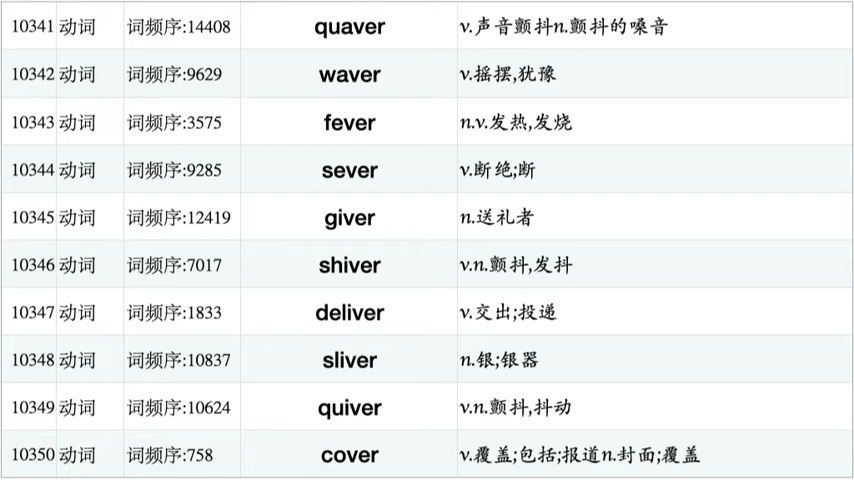 10341 动词 词频序:14408 quaver v.声音颤抖n.颤抖的嗓音
10342 动词 词频序:9629 waver v.摇摆,犹豫
10343 动词 词频序:3575 fever n.v.发热,发烧
10344 动词 词频序:9285 sever v.断绝;断
10345 动词 词频序:12419 giver n.送礼者
10346 动词 词频序:7017 shiver v.n.颤抖,发抖
10347 动词 词频序:1833 deliver v.交出;投递
10348 动词 词频序:10837 sliver n.银;银器
10349 动词 词频序:10624 quiver v.n.颤抖,抖动
10350 动词 词频序:758 cover v.覆盖;包括;报道n.封面;覆盖